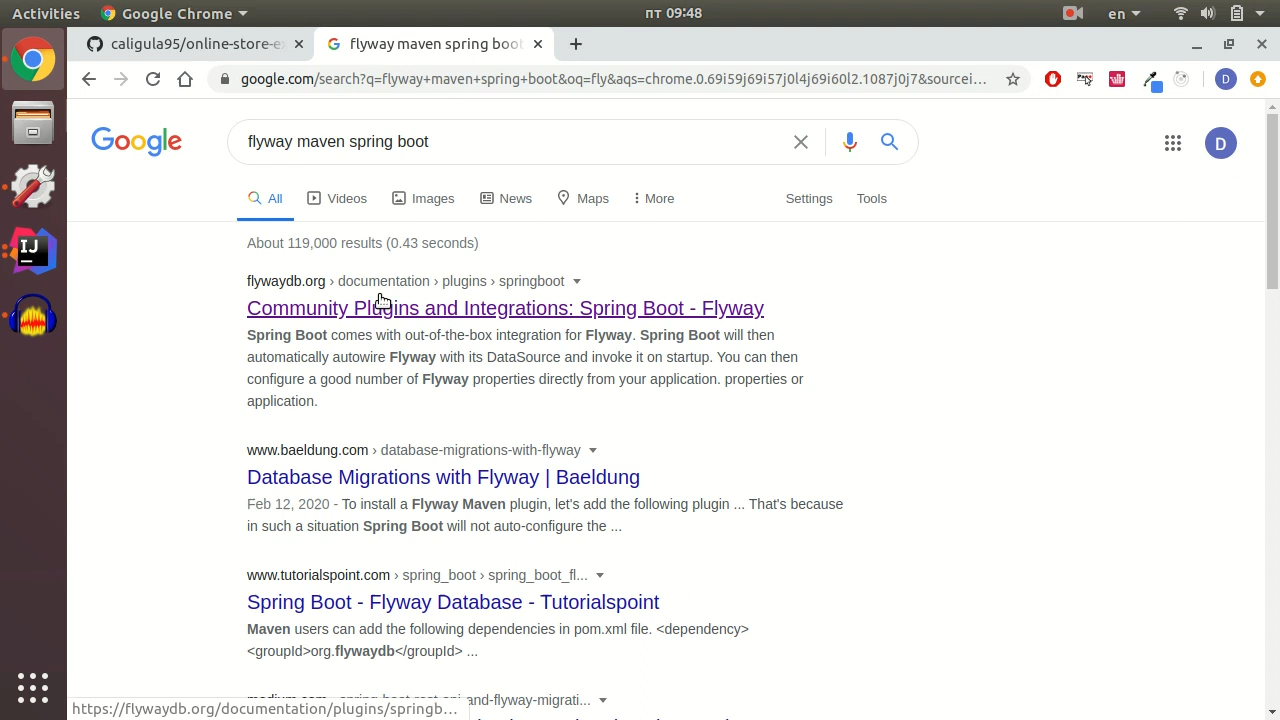 Activities
Google Chrome
пт 09:48
en
caligula95/online-store-e
flyway maven spring boot
google.com/search?q=flyway+maven+spring+boot&oq=fly&aqs=chrome.0.69i59j69i57j0l4j69i60l2.1087j0j7&sourcei...
D
Google
flyway maven spring boot
D
All
Videos
Images
News
Maps
More
Settings
Tools
About 119,000 results (0.43 seconds)
flywaydb.org › documentation › plugins › springboot
Community Plugins and Integrations: Spring Boot - Flyway
Spring Boot comes with out-of-the-box integration for Flyway. Spring Boot will then
automatically autowire Flyway with its DataSource and invoke it on startup. You can then
configure a good number of Flyway properties directly from your application. properties or
application.
www.baeldung.com › database-migrations-with-flyway
Database Migrations with Flyway | Baeldung
Feb 12, 2020 - To install a Flyway Maven plugin, let's add the following plugin ... That's because
in such a situation Spring Boot will not auto-configure the ...
www.tutorialspoint.com › spring_boot › spring_boot_fl...
Spring Boot - Flyway Database - Tutorialspoint
Maven users can add the following dependencies in pom.xml file. <dependency>
<groupId>org.flywaydb</groupId> ...
and-flyway-migrati...
https://flywaydb.org/documentation/plugins/springb...
IJ